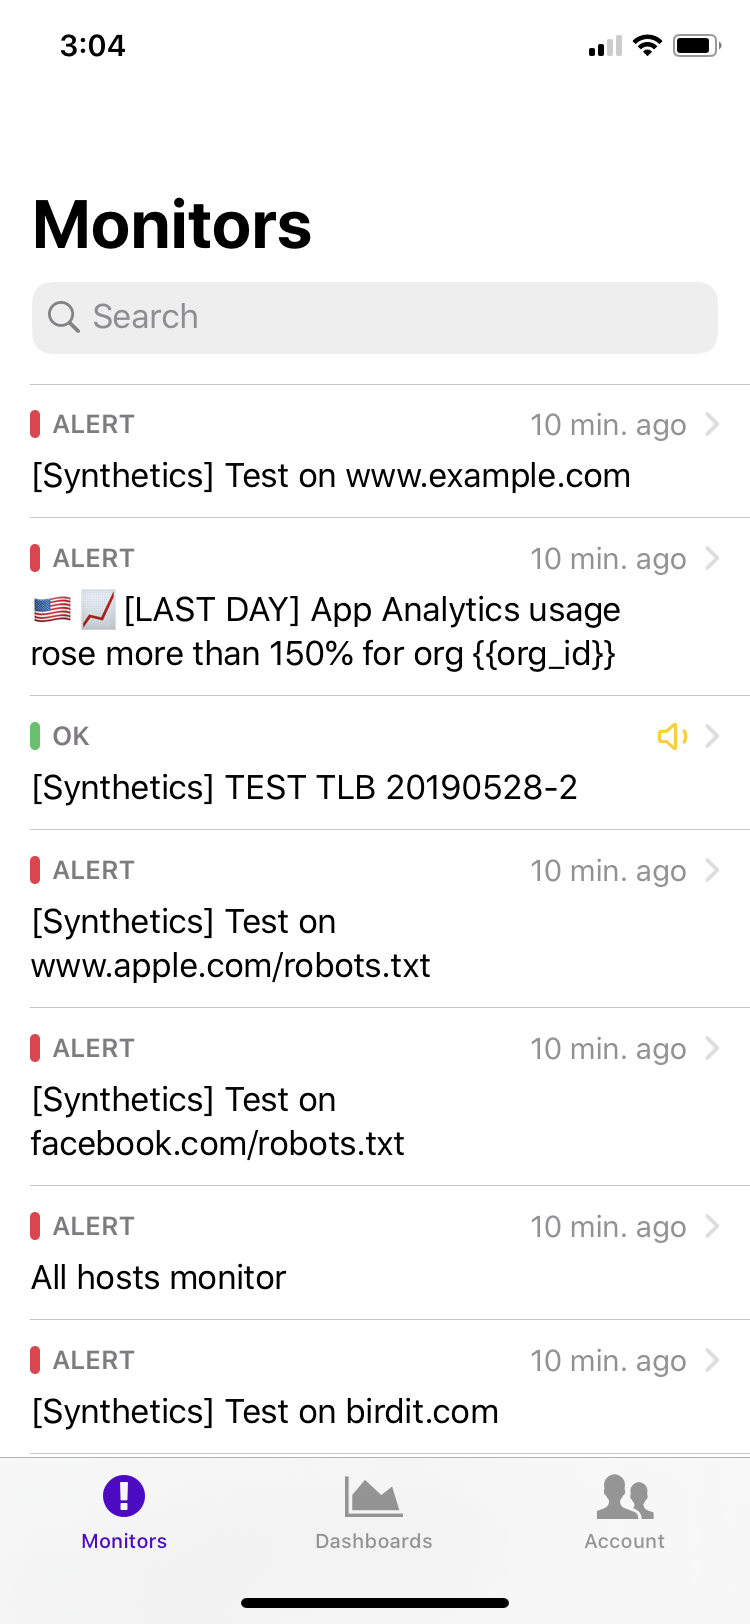 3:04
Monitors
Search
ALERT 10 min. ago
[Synthetics] Test on www.example.com
ALERT 10 min. ago
🇺🇸 📈 [LAST DAY] App Analytics usage
rose more than 150% for org {{org_id}}
OK
[Synthetics] TEST TLB 20190528-2
ALERT 10 min. ago
[Synthetics] Test on
www.apple.com/robots.txt
ALERT 10 min. ago
[Synthetics] Test on
facebook.com/robots.txt
ALERT 10 min. ago
All hosts monitor
ALERT 10 min. ago
[Synthetics] Test on birdit.com
Monitors Dashboards Account